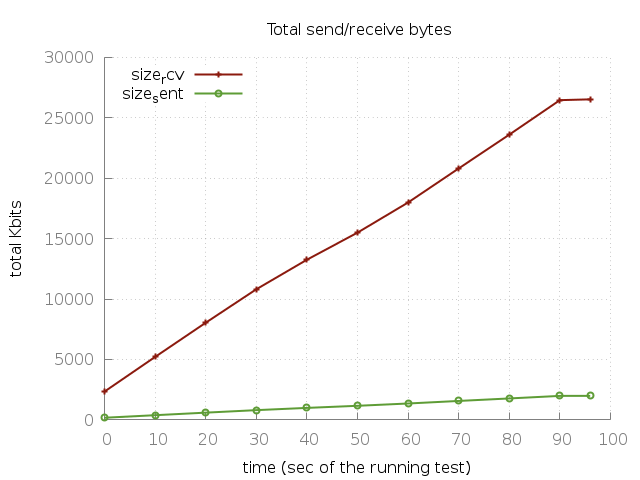 Total send/receive bytes
30000
25000
20000
15000
10000
5000
0
size_rcv
size_sent
total Kbits
0 10 20 30 40 50 60 70 80 90 100
time (sec of the running test)